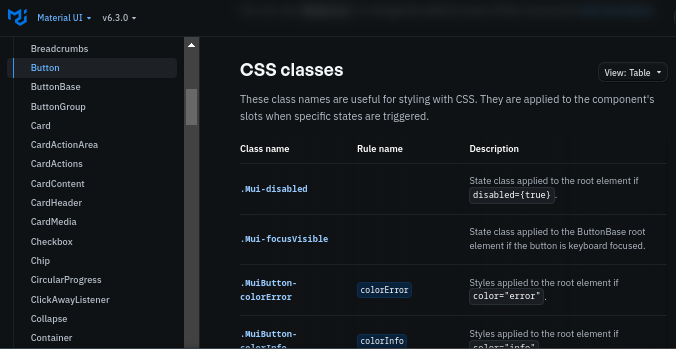 Material UI v6.3.0
Breadcrumbs
Button
ButtonBase
ButtonGroup
Card
CardActionArea
CardActions
CardContent
CardHeader
CardMedia
Checkbox
Chip
CircularProgress
ClickAwayListener
Collapse
Container
CSS classes
View: Table
These class names are useful for styling with CSS. They are applied to the component's
slots when specific states are triggered.
Class name Rule name Description
.Mui-disabled State class applied to the root element if
disabled={true}.
.Mui-focusVisible State class applied to the ButtonBase root
element if the button is keyboard focused.
.MuiButton- colorError Styles applied to the root element if
colorError color="error".
.MuiButton- colorInfo Styles applied to the root element if
colorInfo color="info"